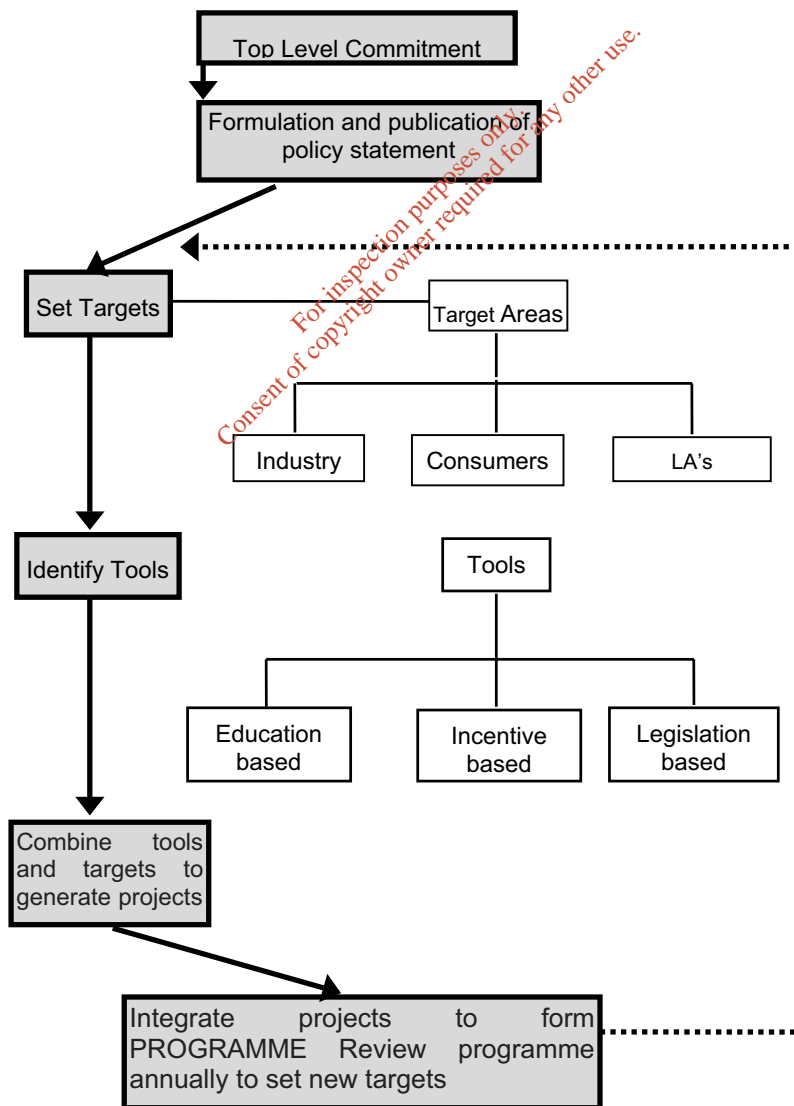 Top Level Commitment
Formulation and publication of
policy statement
For inspection purposes only.
Consent of copyright owner required for any other use.
Set Targets
Target Areas
Industry
Consumers
LA's
Identify Tools
Tools
Education
based
Incentive
based
Legislation
based
Combine tools
and targets to
generate projects
Integrate projects to form
PROGRAMME Review programme
annually to set new targets